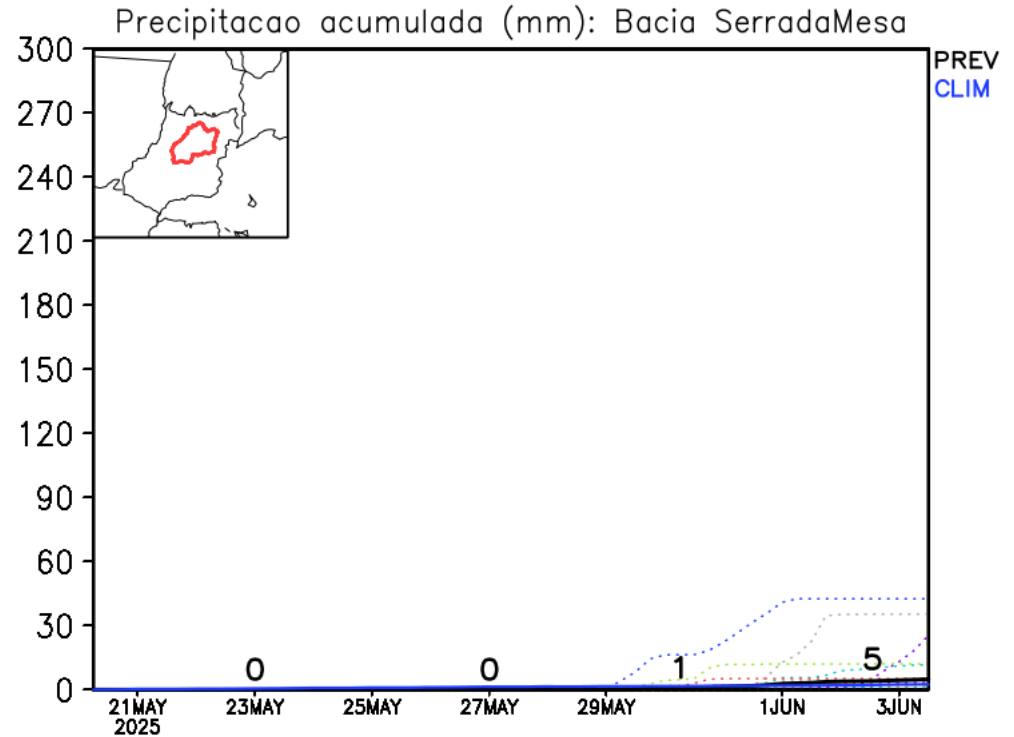 Precipitacao acumulada (mm): Bacia SerradaMesa
300
270
240
210
180
150
120
90
60
30
0
PREV
CLIM
0 0 1 5
21MAY 23MAY 25MAY 27MAY 29MAY 1JUN 3JUN
2025